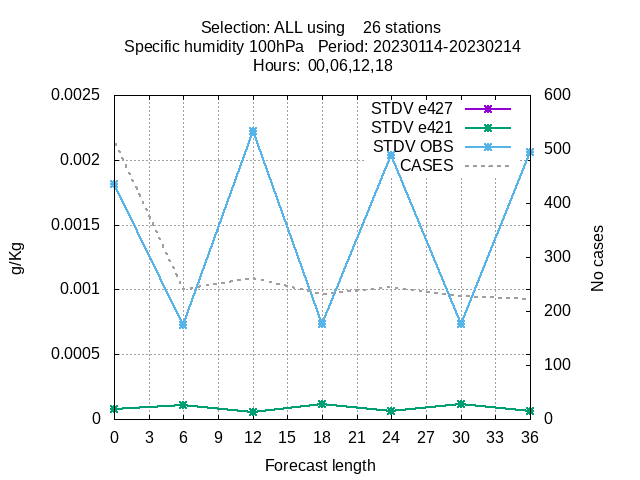 Selection: ALL using    26 stations
Specific humidity 100hPa   Period: 20230114-20230214
Hours:  00,06,12,18
0.0025
0.002
0.0015
0.001
0.0005
0
g/Kg
STDV e427
STDV e421
STDV OBS
CASES
600
500
400
300
200
100
0
No cases
0 3 6 9 12 15 18 21 24 27 30 33 36
Forecast length